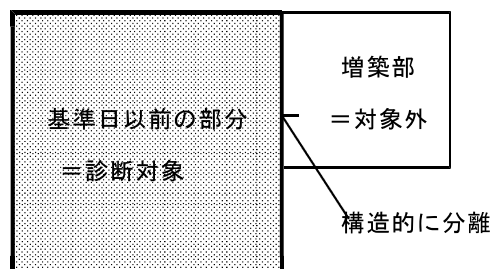 基準日以前の部分
＝診断対象
増築部
＝対象外
構造的に分離